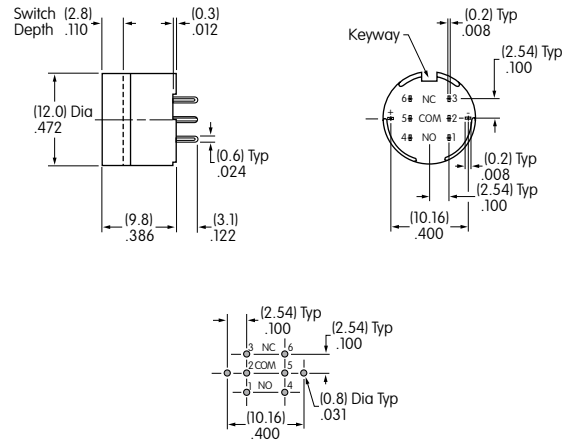 Switch (2.8)
Depth .110
(0.3)
.012
(12.0) Dia
.472
(0.6) Typ
.024
(9.8)
.386
(3.1)
.122
(0.2) Typ
.008
Keyway
(2.54) Typ
.100
6 NC 3
+ 5 COM 2 -
4 NO 1
(0.2) Typ
.008
(2.54) Typ
.100
(10.16)
.400
(2.54) Typ
.100
(2.54) Typ
.100
3 NC 6
2 COM 5
1 NO 4
(10.16)
.400
(0.8) Dia Typ
.031